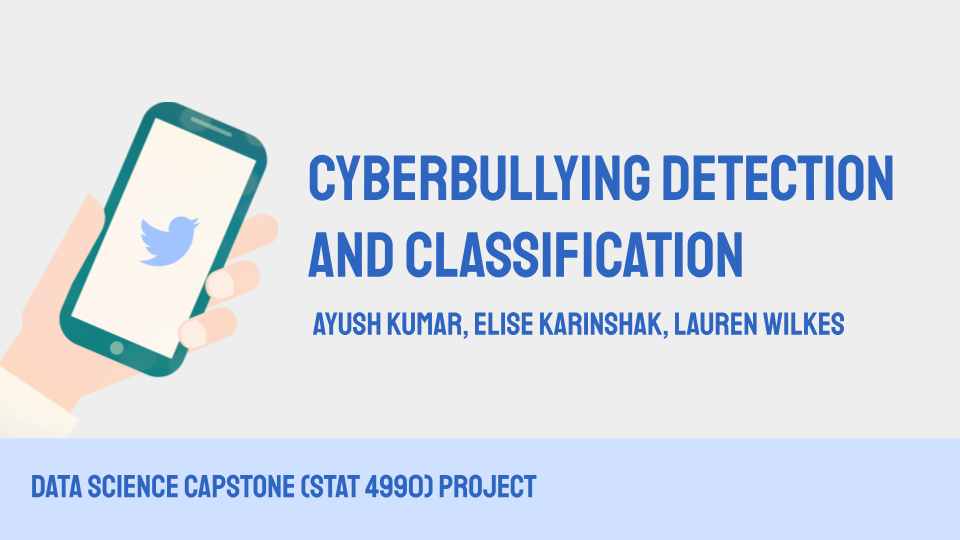 CYBERBULLYING DETECTION
AND CLASSIFICATION
AYUSH KUMAR, ELISE KARINSHAK, LAUREN WILKES
DATA SCIENCE CAPSTONE (STAT 4990) PROJECT